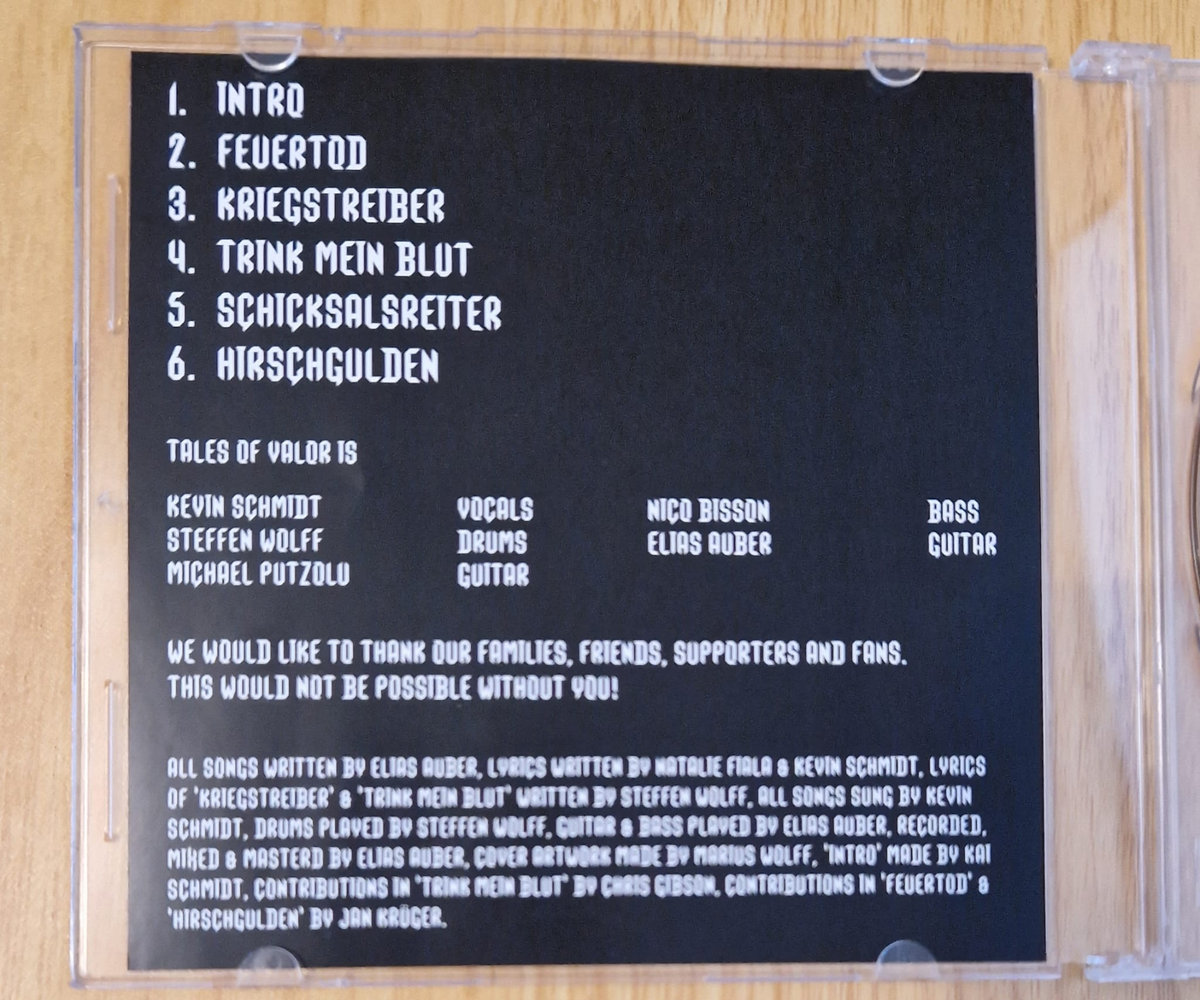 1. INTRO
2. FEUERTOD
3. KRIEGSTREIBER
4. TRINK MEIN BLUT
5. SCHICKSALSREITER
6. HIRSCHGULDEN
TALES OF VALOR IS
KEVIN SCHMIDT VOCALS NICO BISSON BASS
STEFFEN WOLFF DRUMS ELIAS AUBER GUITAR
MICHAEL PUTZOLU GUITAR
WE WOULD LIKE TO THANK OUR FAMILIES, FRIENDS, SUPPORTERS AND FANS.
THIS WOULD NOT BE POSSIBLE WITHOUT YOU!
ALL SONGS WRITTEN BY ELIAS AUBER, LYRICS WRITTEN BY NATALIE FIALA & KEVIN SCHMIDT, LYRICS
OF 'KRIEGSTREIBER' & 'TRINK MEIN BLUT' WRITTEN BY STEFFEN WOLFF, ALL SONGS SUNG BY KEVIN
SCHMIDT, DRUMS PLAYED BY STEFFEN WOLFF, GUITAR & BASS PLAYED BY ELIAS AUBER, RECORDED,
MIXED & MASTERD BY ELIAS AUBER, COVER ARTWORK MADE BY MARIUS WOLFF, 'INTRO' MADE BY KAI
SCHMIDT, CONTRIBUTIONS IN 'TRINK MEIN BLUT' BY CHRIS GIBSON, CONTRIBUTIONS IN 'FEUERTOD' &
'HIRSCHGULDEN' BY JAN KRÜGER.